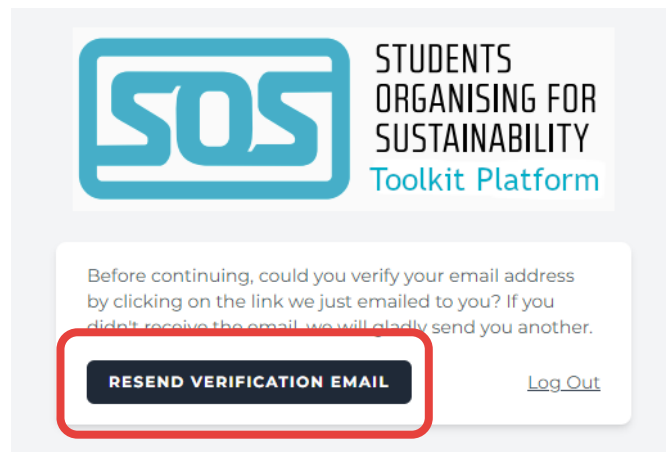 SOS
STUDENTS
ORGANISING FOR
SUSTAINABILITY
Toolkit Platform
Before continuing, could you verify your email address
by clicking on the link we just emailed to you? If you
didn't receive the email, we will gladly send you another.
RESEND VERIFICATION EMAIL
Log Out